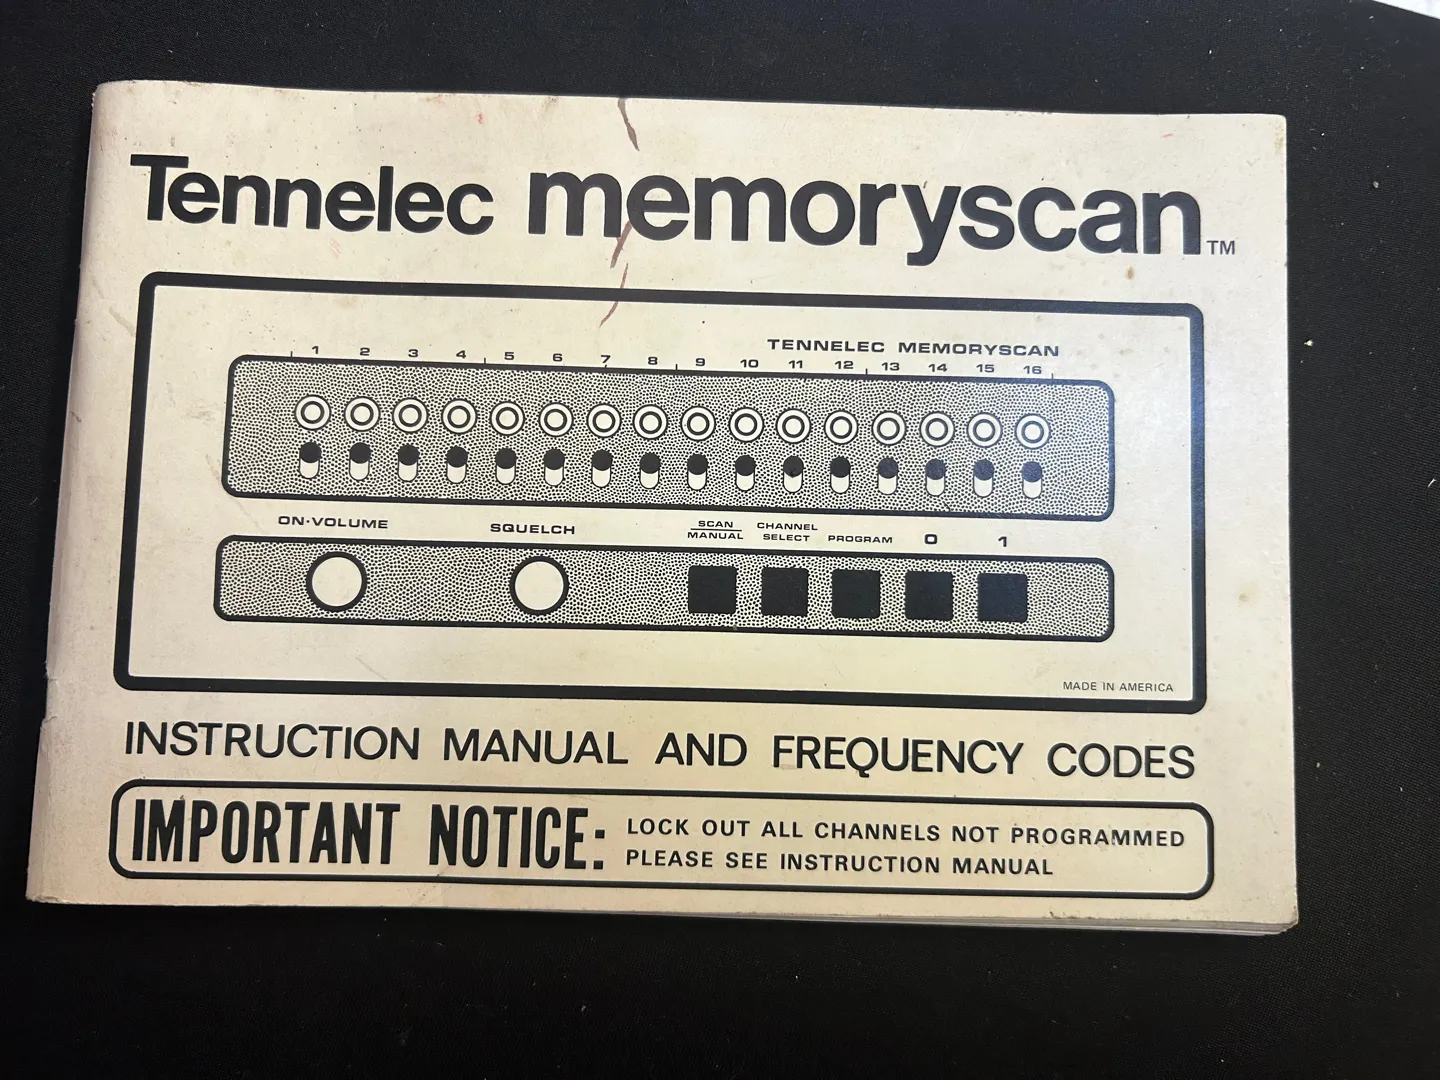 Tennelec memoryscan™
TENNELEC MEMORYSCAN
1 2 3 4 5 6 7 8 9 10 11 12 13 14 15 16
ON·VOLUME SQUELCH SCAN MANUAL CHANNEL SELECT PROGRAM 0 1
MADE IN AMERICA
INSTRUCTION MANUAL AND FREQUENCY CODES
IMPORTANT NOTICE: LOCK OUT ALL CHANNELS NOT PROGRAMMED
PLEASE SEE INSTRUCTION MANUAL